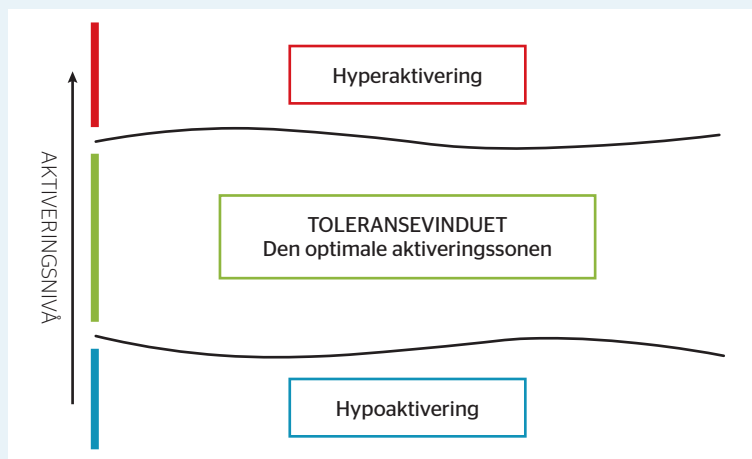 Hyperaktivering
AKTIVERINGSNIVÅ
TOLERANSEVINDUET
Den optimale aktiveringssonen
Hypoaktivering